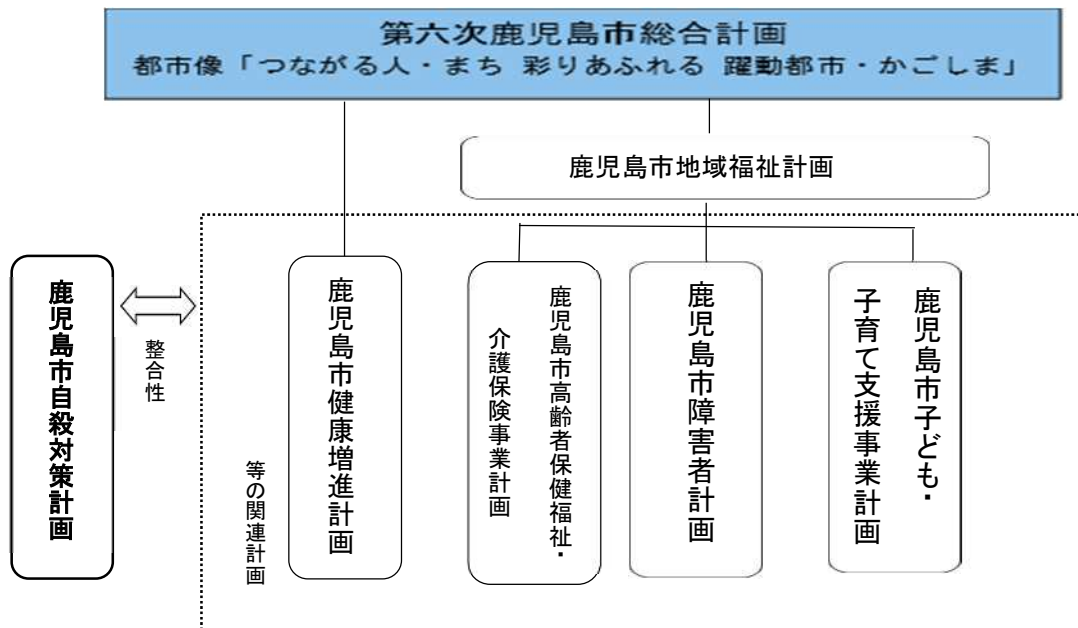 第六次鹿児島市総合計画
都市像「つながる人・まち 彩りあふれる 躍動都市・かごしま」
鹿児島市地域福祉計画
鹿児島市自殺対策計画
整合性
等の関連計画
鹿児島市健康増進計画
鹿児島市高齢者保健福祉・
介護保険事業計画
鹿児島市障害者計画
鹿児島市子ども・
子育て支援事業計画